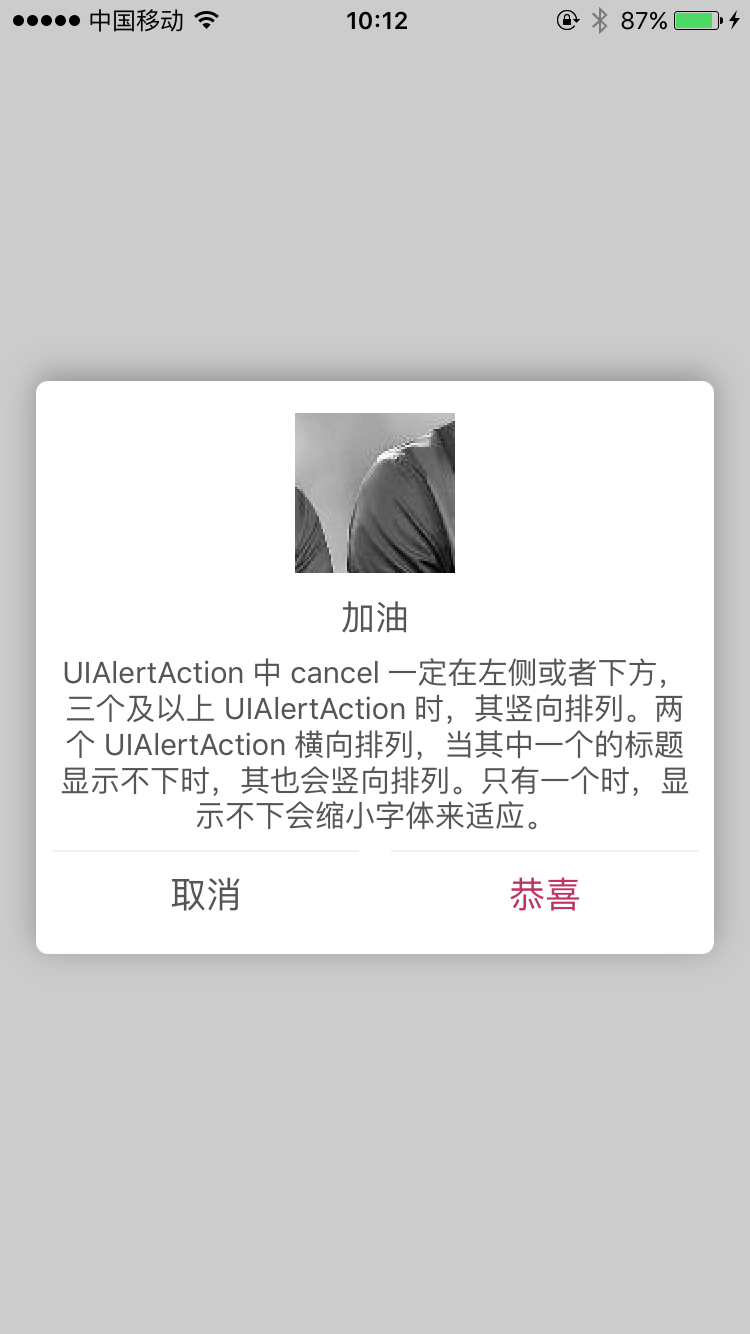 中国移动 10:12 87%
加油
UIAlertAction 中 cancel 一定在左侧或者下方，
三个及以上 UIAlertAction 时，其竖向排列。两
个 UIAlertAction 横向排列，当其中一个的标题
显示不下时，其也会竖向排列。只有一个时，显
示不下会缩小字体来适应。
取消 恭喜